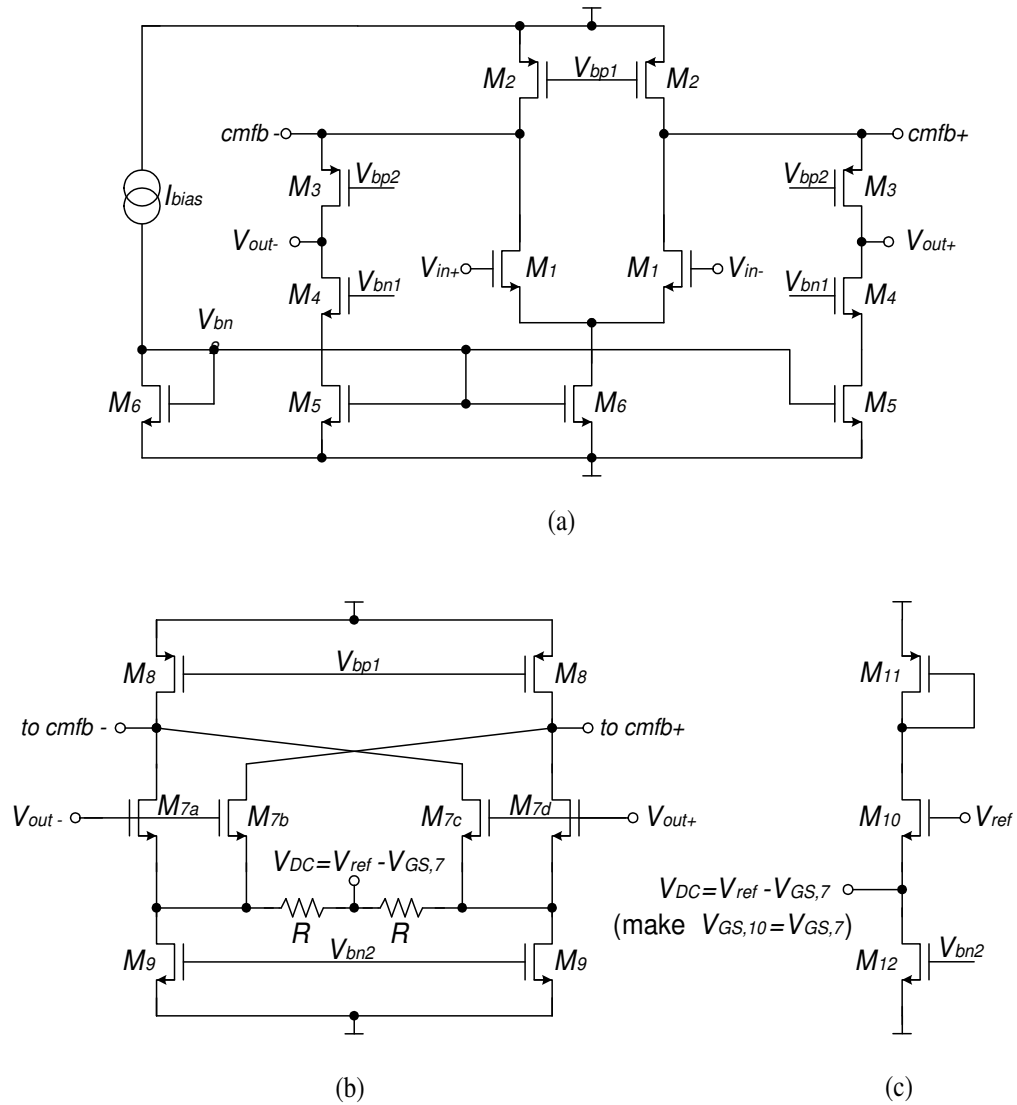 M2 Vbp1 M2
cmfb - cmfb+
M3 Vbp2 Vbp2 M3
Ibias
Vout- Vout+
Vin+ M1 M1 Vin-
M4 Vbn1 Vbn1 M4
Vbn
M6 M5 M6 M5
(a)
M8 Vbp1 M8
to cmfb - to cmfb+
M7a M7b M7c M7d
Vout - Vout+
VDC=Vref -VGS,7
R R
M9 Vbn2 M9
(b)
M11
M10 Vref
VDC=Vref -VGS,7
(make VGS,10=VGS,7)
M12 Vbn2
(c)